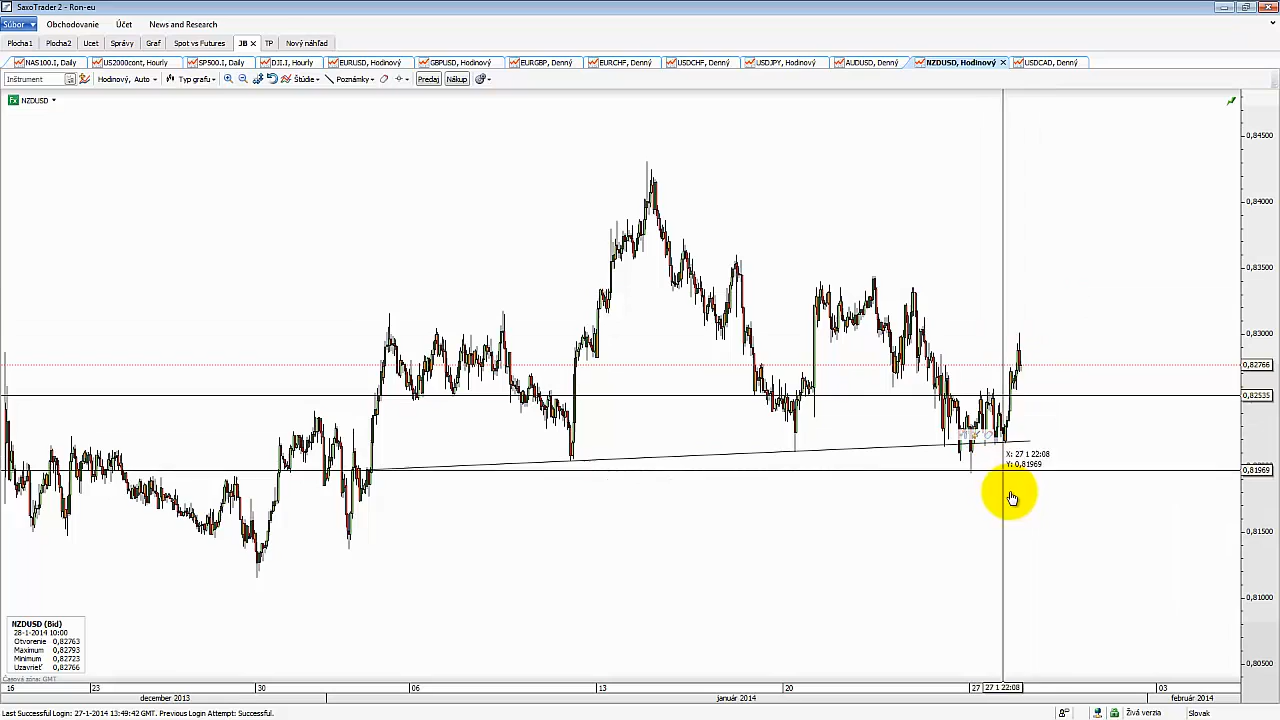 SaxoTrader 2 - Ron-eu
Súbor Obchodovanie Účet News and Research
Plocha1 Plocha2 Ucet Správy Graf Spot vs Futures JB TP Nový náhľad
NAS100.I, Daily US2000cont, Hourly SP500.I, Daily DJI.I, Hourly EURUSD, Hodinový GBPUSD, Hodinový EURGBP, Denný EURCHF, Denný USDCHF, Denný USDJPY, Hodinový AUDUSD, Denný NZDUSD, Hodinový USDCAD, Denný
Inštrument Hodinový, Auto Typ grafu Štúdie Poznámky Predaj Nákup
Fx NZDUSD
0,84500
0,84000
0,83500
0,83000
0,82766
0,82535
X: 27 1 22:08
Y: 0,81969
0,81969
0,81500
0,81000
0,80500
NZDUSD (Bid)
28-1-2014 10:00
Otvorenie 0,82763
Maximum 0,82793
Minimum 0,82723
Uzavrieť 0,82766
Časová zóna: GMT
16 23 30 06 13 20 27 27 1 22:08 03
december 2013 január 2014 február 2014
Last Successful Login: 27-1-2014 13:49:42 GMT. Previous Login Attempt: Successful. Živá verzia Slovak